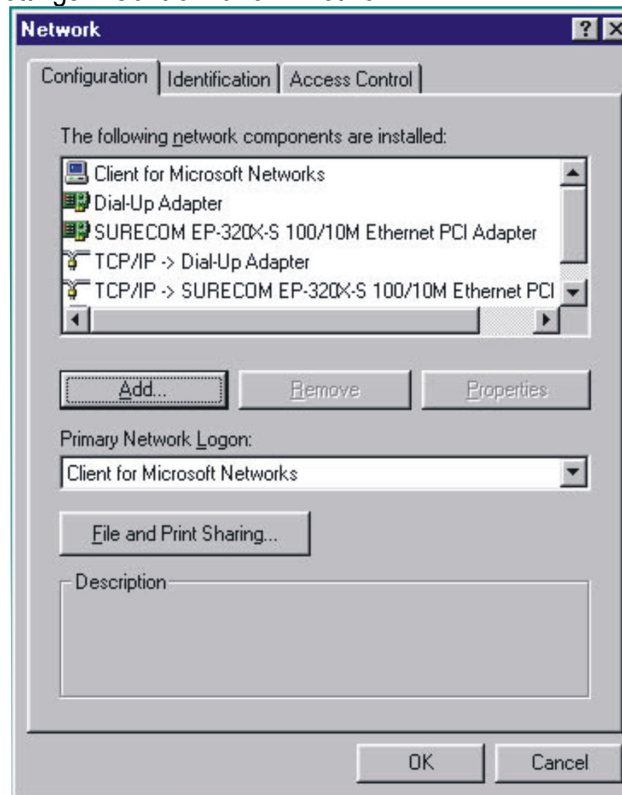 Network
Configuration Identification Access Control
The following network components are installed:
Client for Microsoft Networks
Dial-Up Adapter
SURECOM EP-320X-S 100/10M Ethernet PCI Adapter
TCP/IP -> Dial-Up Adapter
TCP/IP -> SURECOM EP-320X-S 100/10M Ethernet PCI
Add... Remove Properties
Primary Network Logon:
Client for Microsoft Networks
File and Print Sharing...
Description
OK Cancel